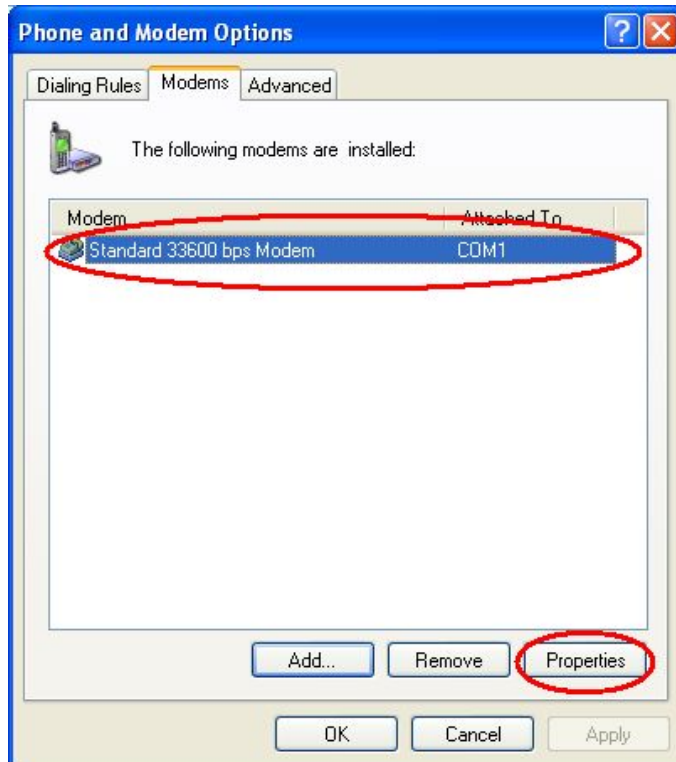 Phone and Modem Options
Dialing Rules Modems Advanced
The following modems are installed:
Modem Attached To
Standard 33600 bps Modem COM1
Add... Remove Properties
OK Cancel Apply